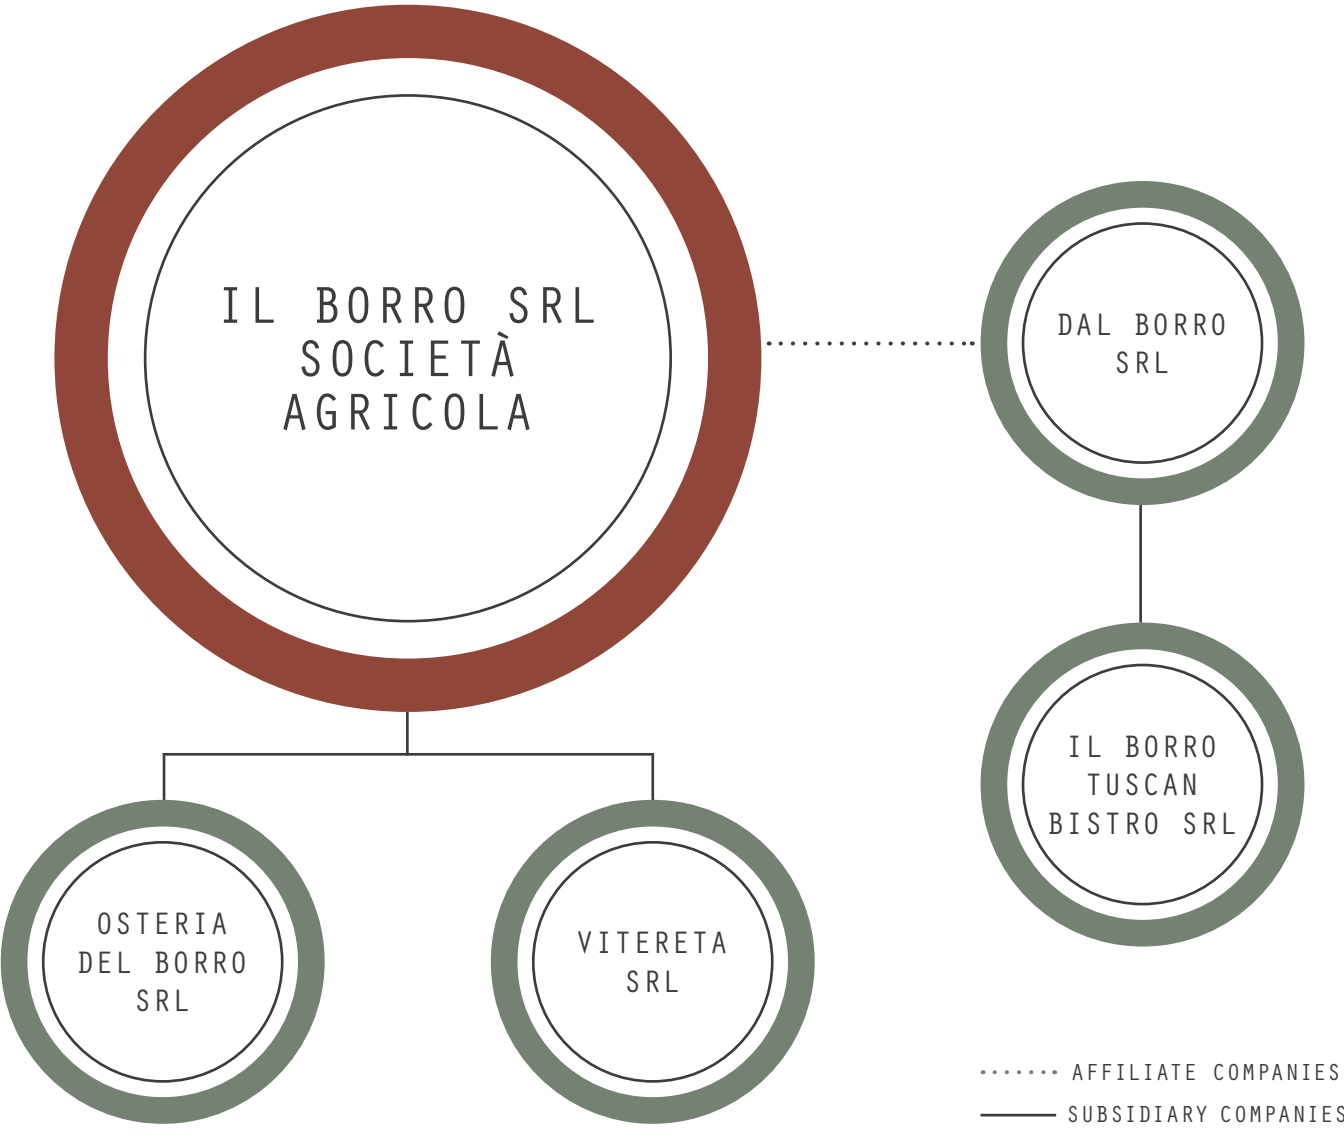 IL BORRO SRL
SOCIETÀ
AGRICOLA
DAL BORRO
SRL
IL BORRO
TUSCAN
BISTRO SRL
OSTERIA
DEL BORRO
SRL
VITERETA
SRL
AFFILIATE COMPANIES
SUBSIDIARY COMPANIES